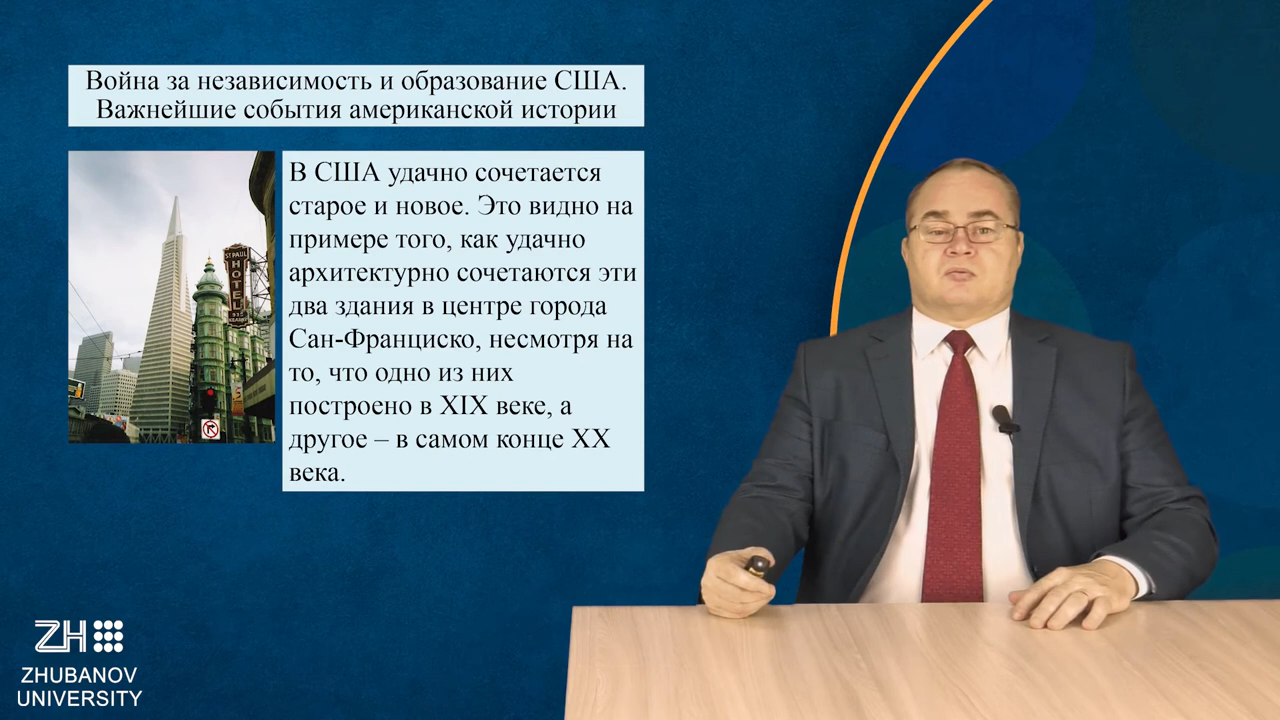 Война за независимость и образование США.
Важнейшие события американской истории
В США удачно сочетается
старое и новое. Это видно на
примере того, как удачно
архитектурно сочетаются эти
два здания в центре города
Сан-Франциско, несмотря на
то, что одно из них
построено в XIX веке, а
другое – в самом конце XX
века.
ST PAUL
HOTEL
ZH
ZHUBANOV
UNIVERSITY